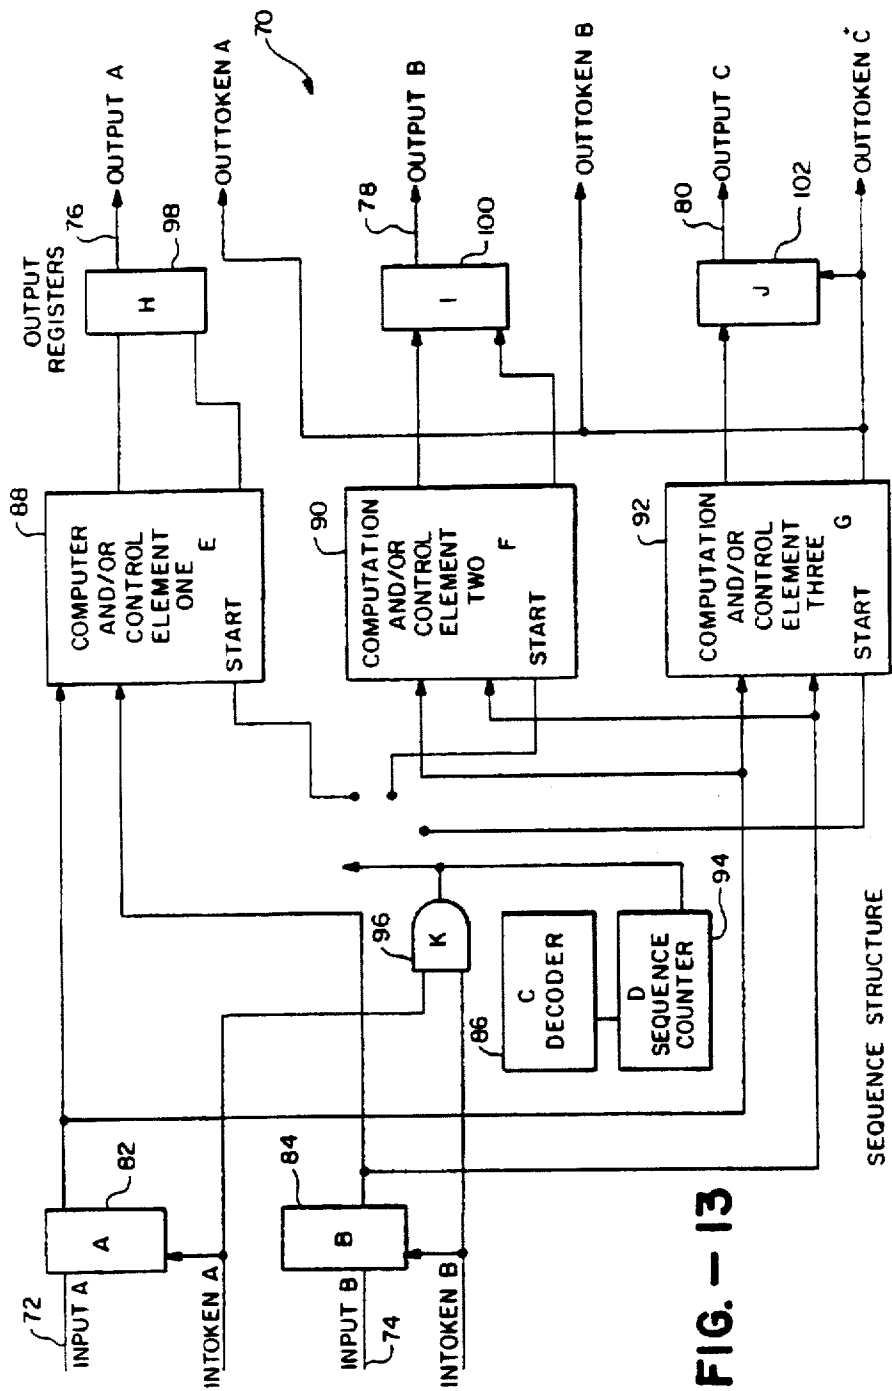 72
INPUT A
INTOKEN A
A
82
INPUT B
74
INTOKEN B
B
84
C
DECODER
86
D
SEQUENCE
COUNTER
94
K
96
88
COMPUTER
AND/OR
CONTROL
ELEMENT
ONE E
START
90
COMPUTATION
AND/OR
CONTROL
ELEMENT
TWO F
START
92
COMPUTATION
AND/OR
CONTROL
ELEMENT
THREE G
START
OUTPUT
REGISTERS
H
98
76
OUTPUT A
OUTTOKEN A
70
I
100
78
OUTPUT B
OUTTOKEN B
J
102
80
OUTPUT C
OUTTOKEN C
SEQUENCE STRUCTURE
FIG.-13